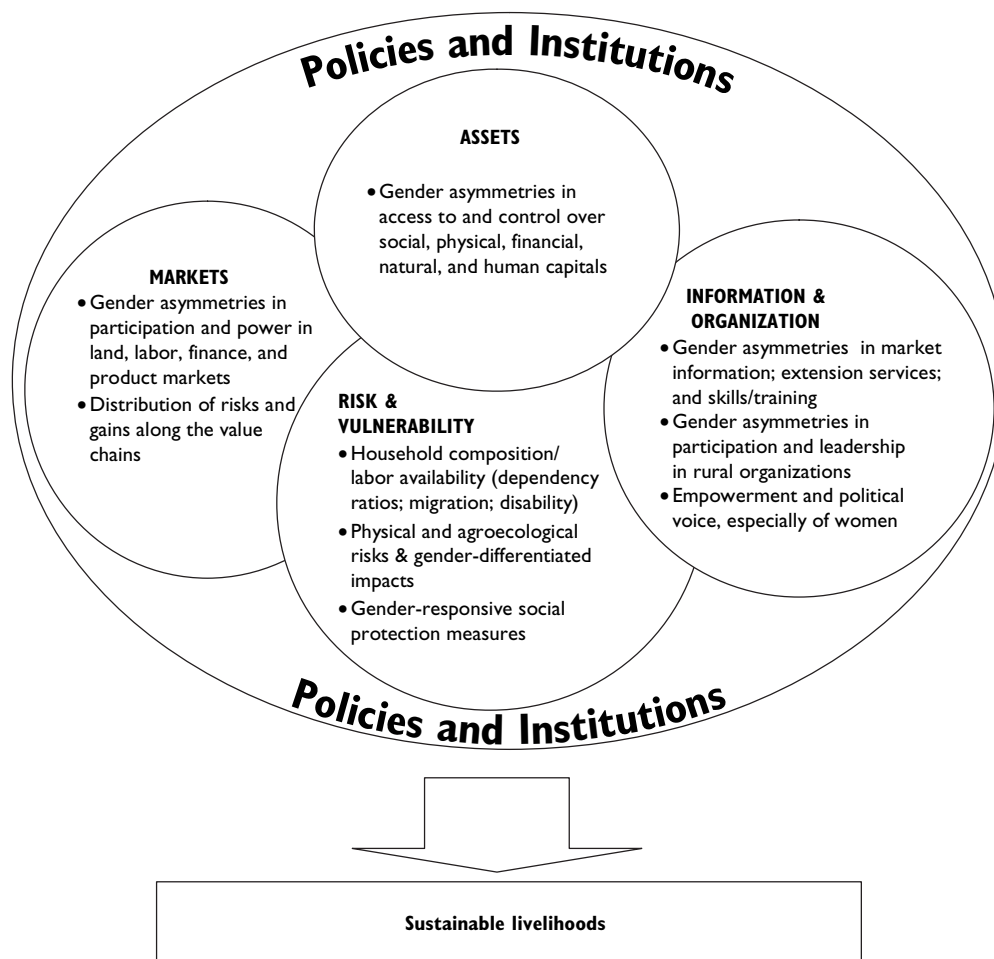 Policies and Institutions
ASSETS
• Gender asymmetries in
access to and control over
social, physical, financial,
natural, and human capitals
MARKETS
• Gender asymmetries in
participation and power in
land, labor, finance, and
product markets
• Distribution of risks and
gains along the value
chains
RISK &
VULNERABILITY
• Household composition/
labor availability (dependency
ratios; migration; disability)
• Physical and agroecological
risks & gender-differentiated
impacts
• Gender-responsive social
protection measures
INFORMATION &
ORGANIZATION
• Gender asymmetries in market
information; extension services;
and skills/training
• Gender asymmetries in
participation and leadership
in rural organizations
• Empowerment and political
voice, especially of women
Policies and Institutions
Sustainable livelihoods